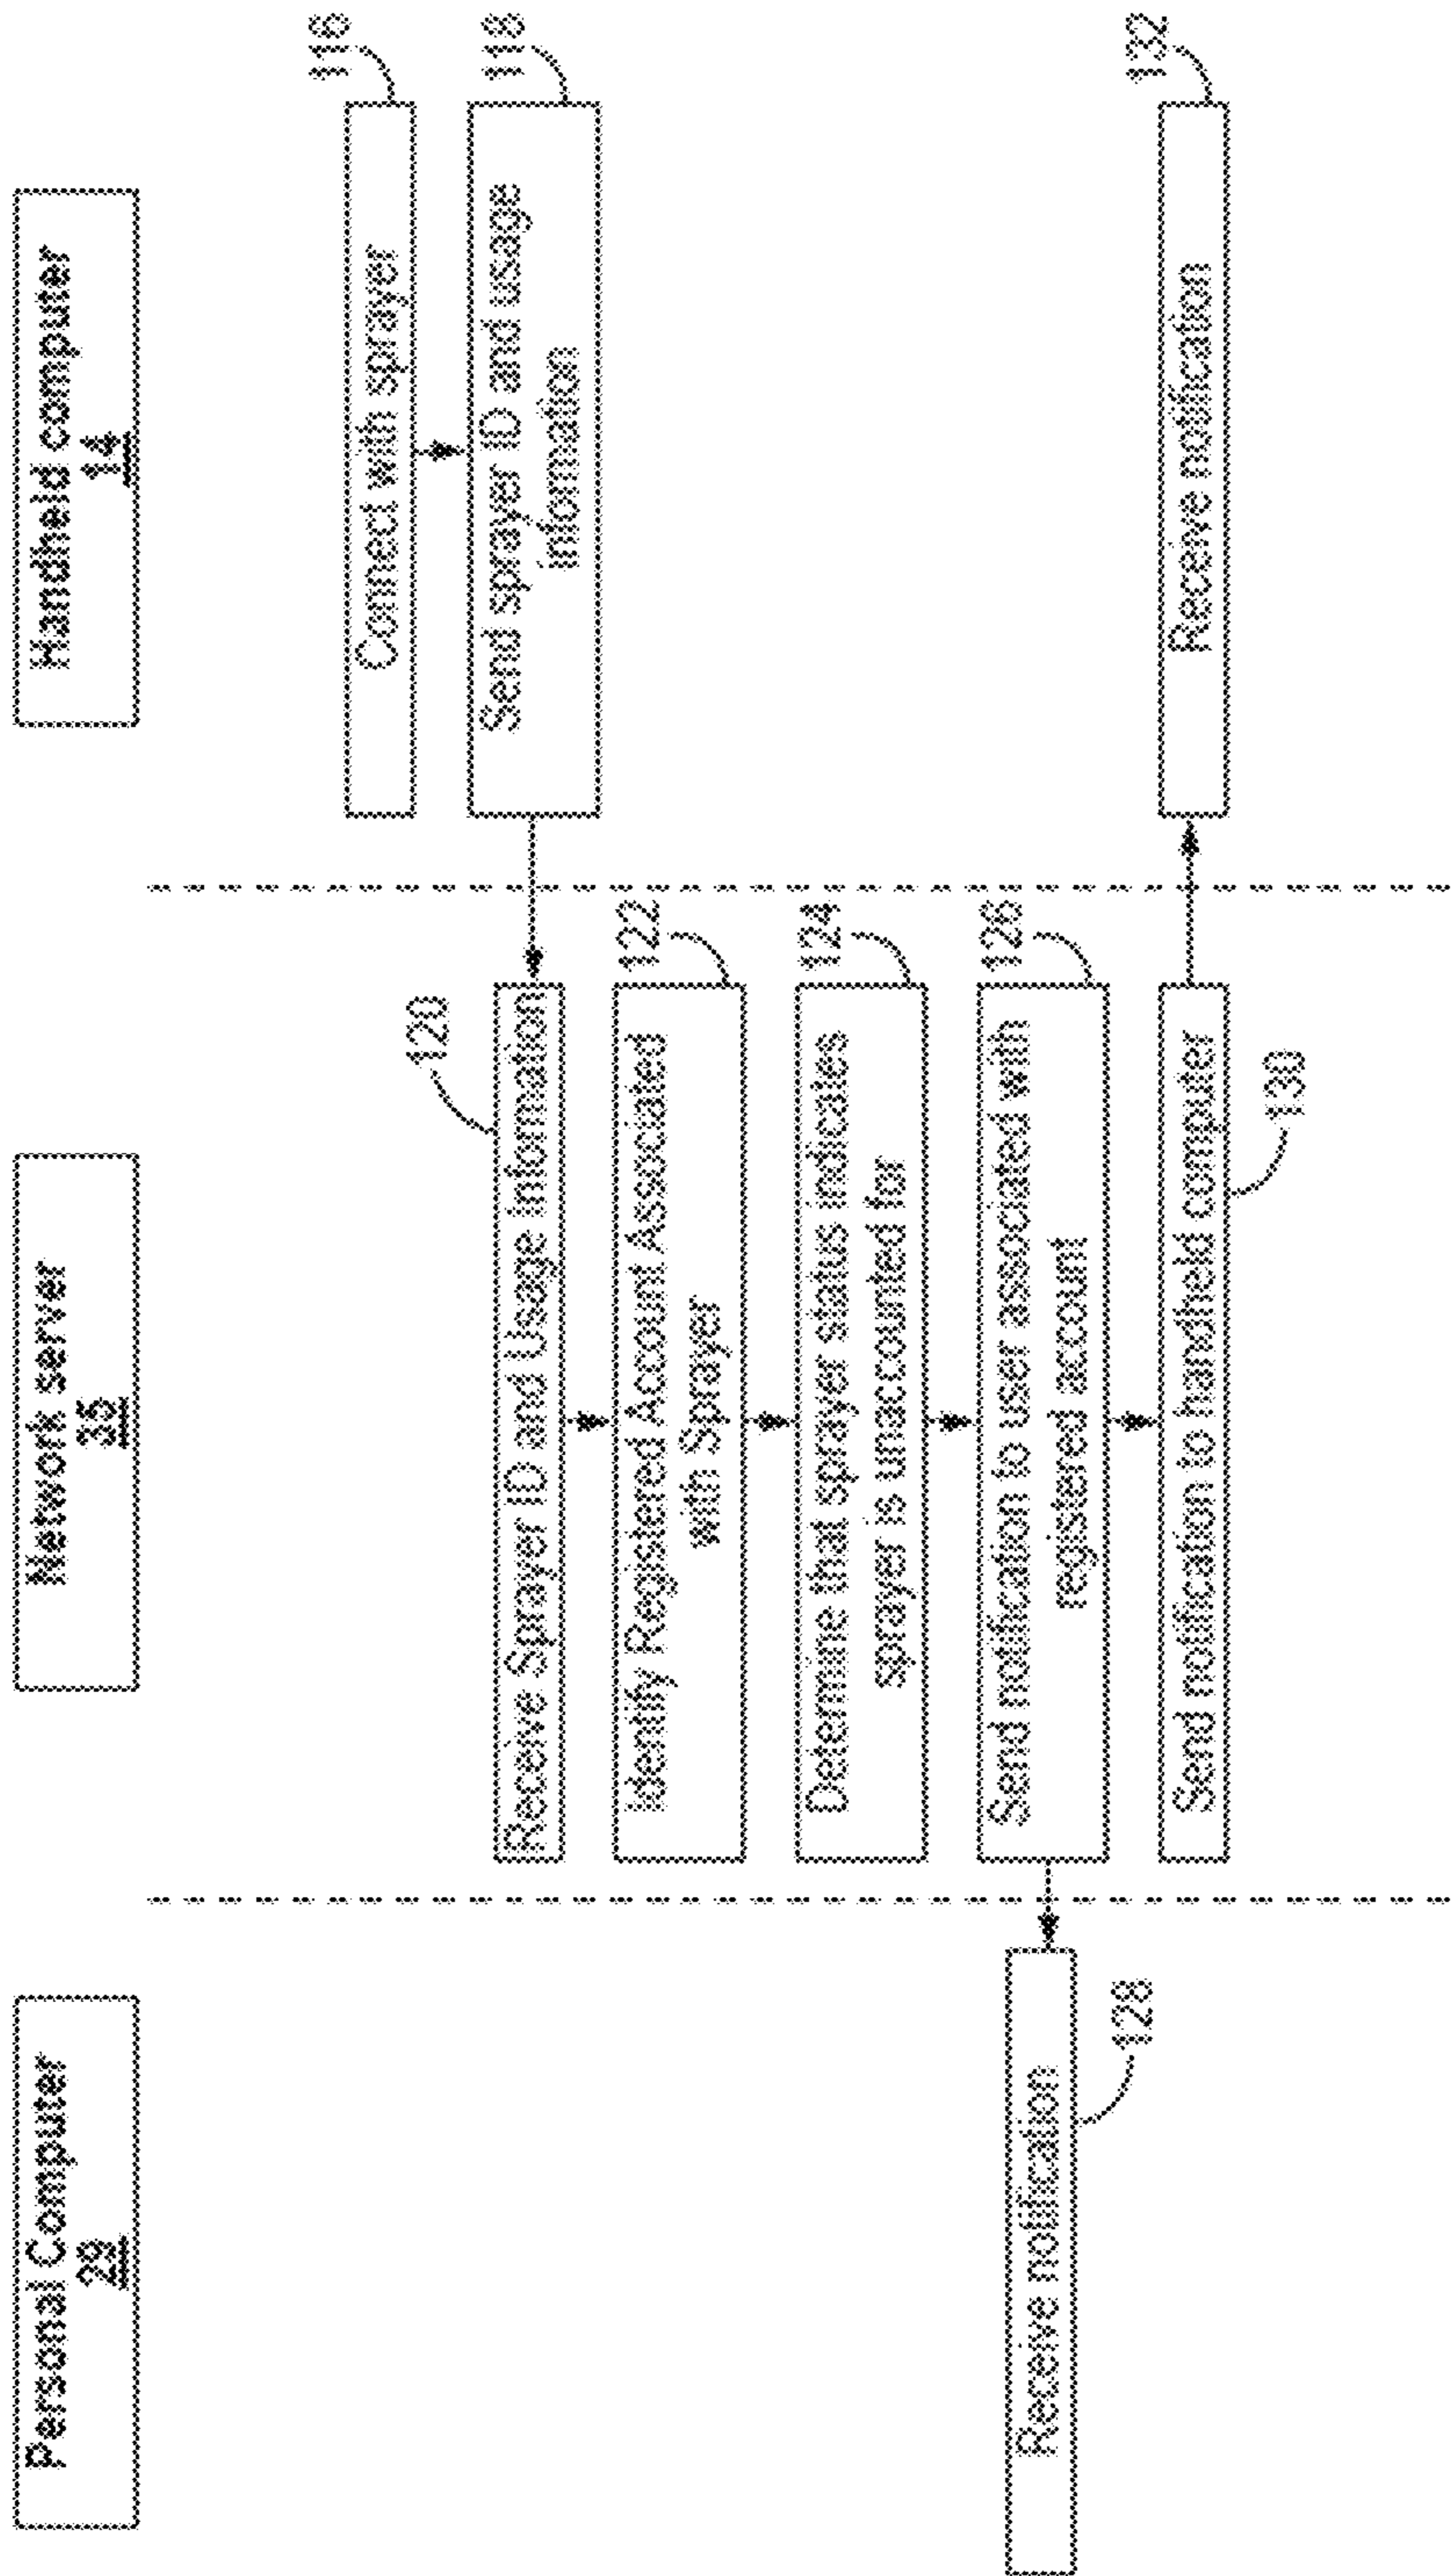 Personal Computer
29
Network server
35
Handheld computer
14
Connect with sprayer
116
Send sprayer ID and usage
information
118
120
Receive Sprayer ID and Usage Information
Identify Registered Account Associated
with Sprayer
122
Determine that sprayer status indicates
sprayer is unaccounted for
124
Send notification to user associated with
registered account
126
Receive notification
128
Send notification to handheld computer
130
Receive notification
132